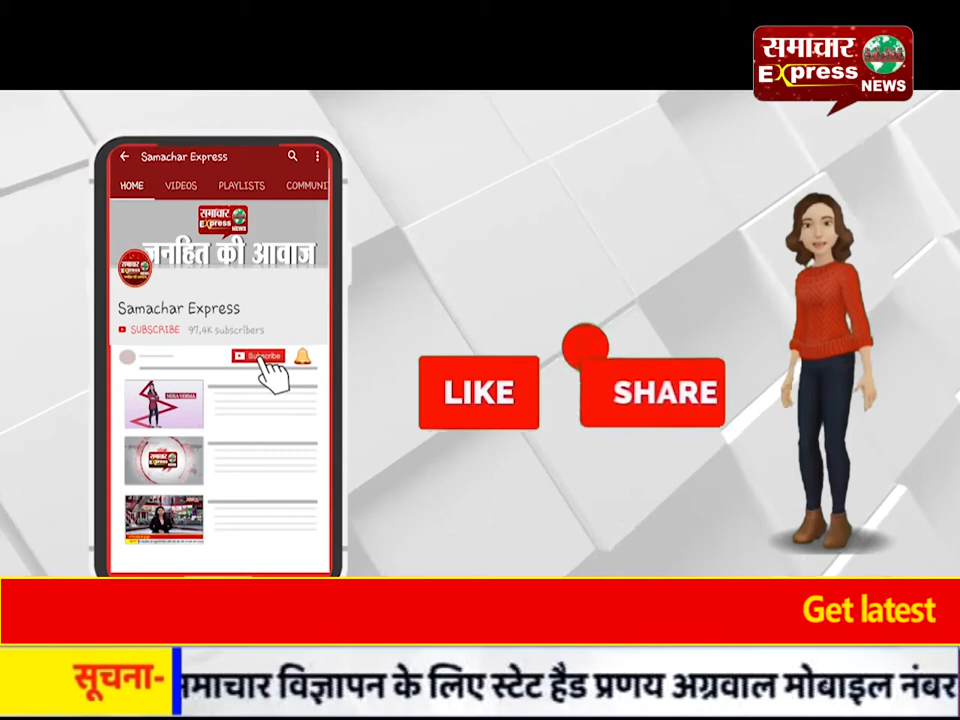 समाचार
Express
NEWS
Samachar Express
HOME VIDEOS PLAYLISTS COMMUNI
समाचार
Express
NEWS
जनहित की आवाज
Samachar Express
SUBSCRIBE 97.4K subscribers
Subscribe
LIKE
SHARE
Get latest
सूचना- समाचार विज्ञापन के लिए स्टेट हैड प्रणय अग्रवाल मोबाइल नंबर